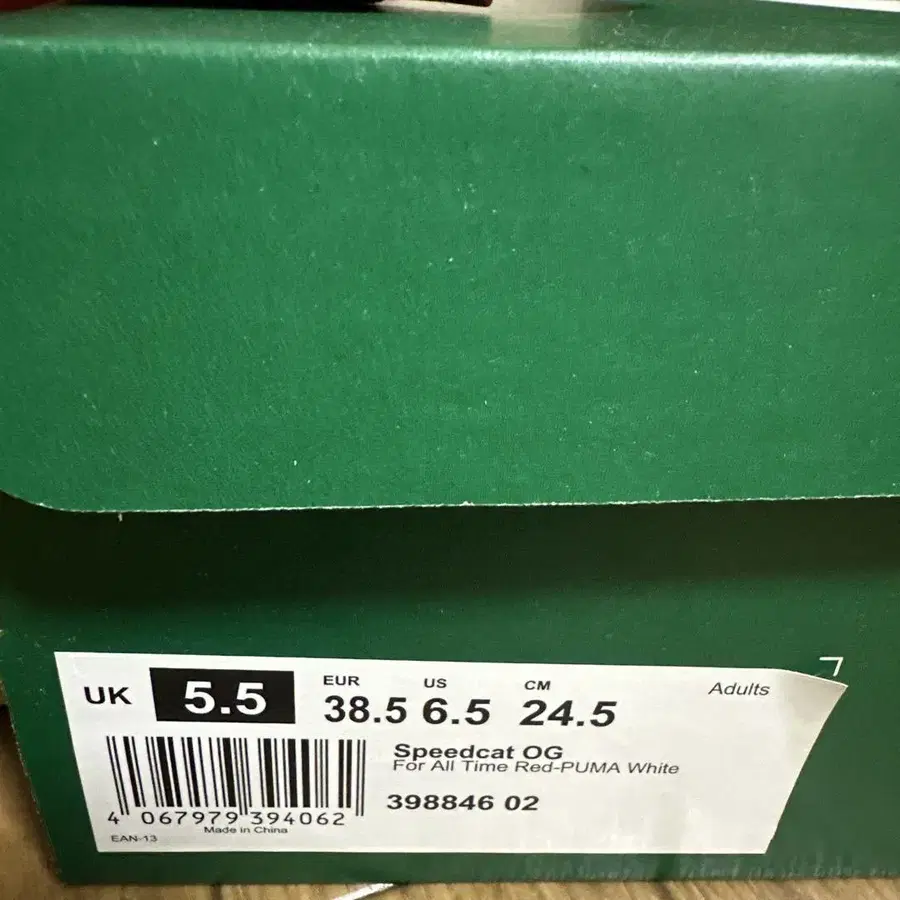 UK 5.5 EUR 38.5 US 6.5 CM 24.5 Adults
Speedcat OG
For All Time Red-PUMA White
398846 02
4 067979 394062
Made in China
EAN-13